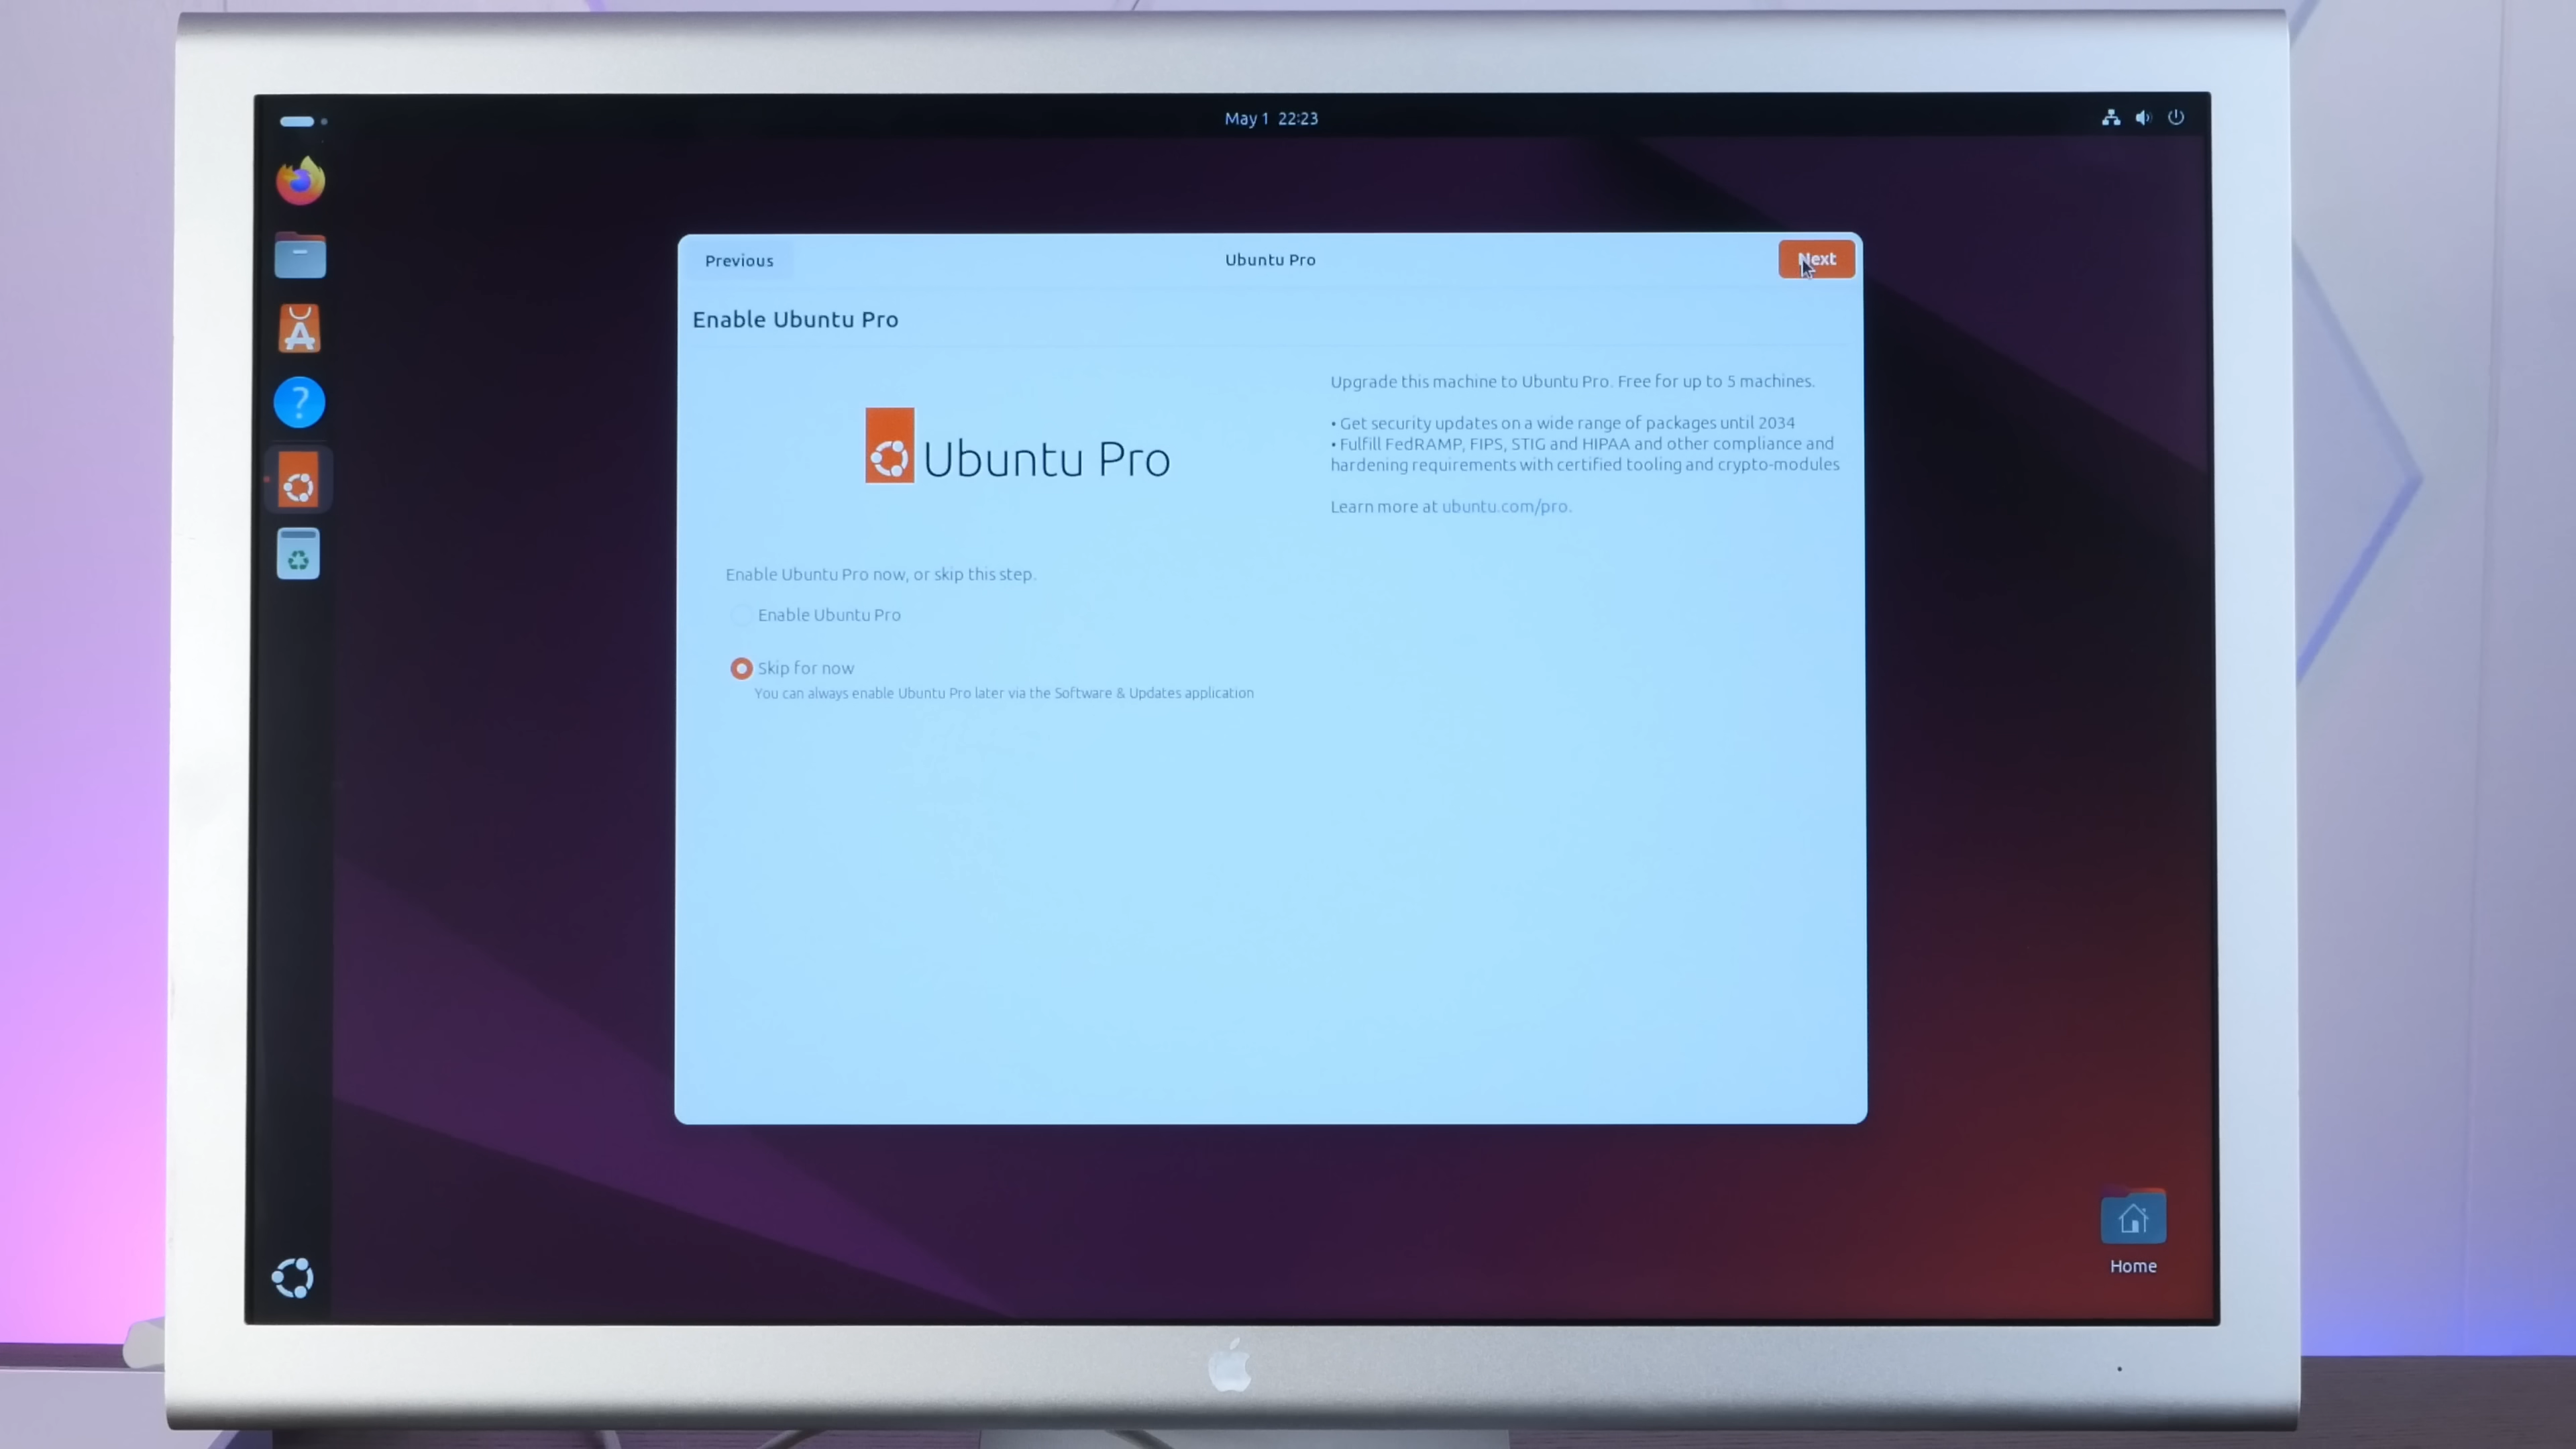 May 1 22:23
Previous
Ubuntu Pro
Next
Enable Ubuntu Pro
Upgrade this machine to Ubuntu Pro. Free for up to 5 machines.
• Get security updates on a wide range of packages until 2034
• Fulfill FedRAMP, FIPS, STIG and HIPAA and other compliance and
hardening requirements with certified tooling and crypto-modules
Learn more at ubuntu.com/pro.
Ubuntu Pro
Enable Ubuntu Pro now, or skip this step.
Enable Ubuntu Pro
Skip for now
You can always enable Ubuntu Pro later via the Software & Updates application
Home